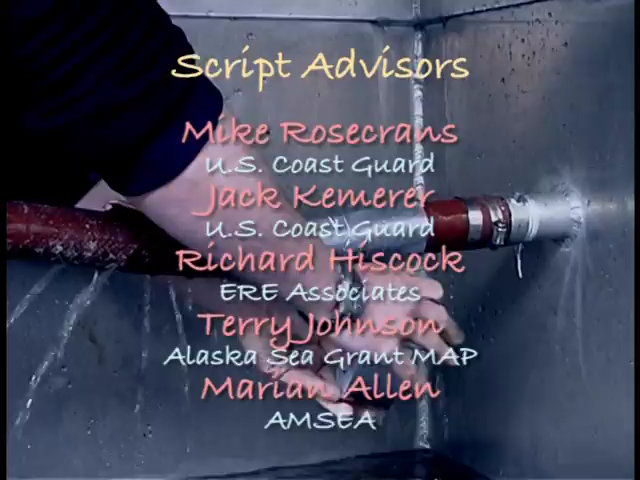 Script Advisors
Mike Rosecrans
U.S. Coast Guard
Jack Kemerer
U.S. Coast Guard
Richard Hiscock
ERE Associates
Terry Johnson
Alaska Sea Grant MAP
Marian Allen
AMSEA